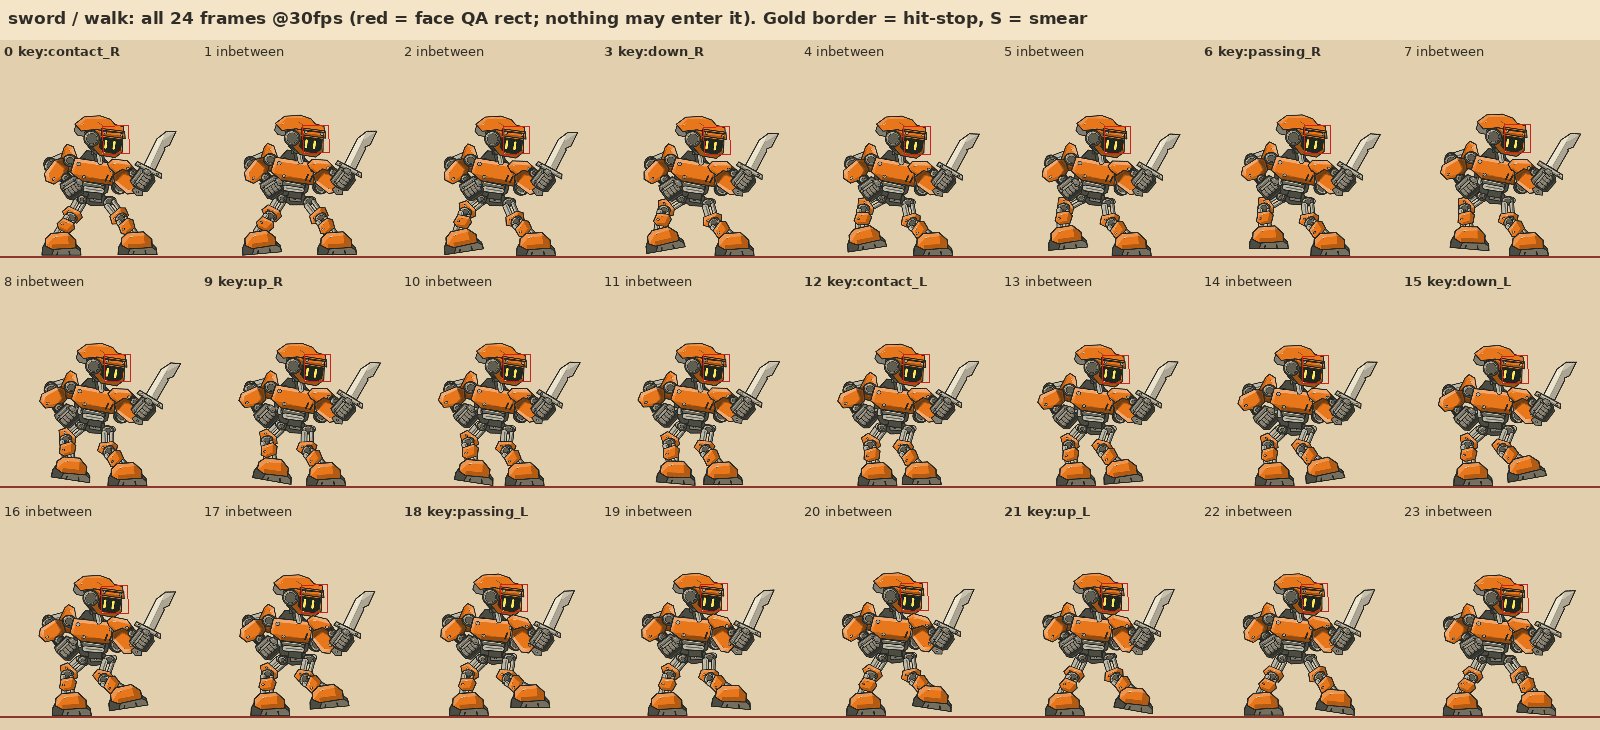 sword / walk: all 24 frames @30fps (red = face QA rect; nothing may enter it). Gold border = hit-stop, S = smear
0 key:contact_R 1 inbetween 2 inbetween 3 key:down_R 4 inbetween 5 inbetween 6 key:passing_R 7 inbetween
8 inbetween 9 key:up_R 10 inbetween 11 inbetween 12 key:contact_L 13 inbetween 14 inbetween 15 key:down_L
16 inbetween 17 inbetween 18 key:passing_L 19 inbetween 20 inbetween 21 key:up_L 22 inbetween 23 inbetween